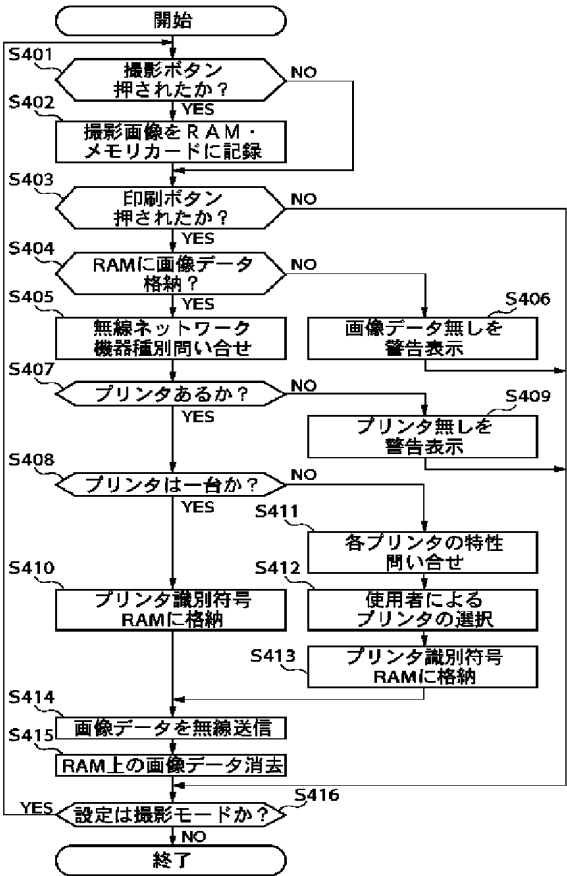 開始
S401
撮影ボタン
押されたか？
NO
YES
S402
撮影画像をＲＡＭ・
メモリカードに記録
S403
印刷ボタン
押されたか？
NO
YES
S404
RAMに画像データ
格納？
NO
YES
S405
無線ネットワーク
機器種別問い合せ
S406
画像データ無しを
警告表示
S407
プリンタあるか？
NO
YES
S409
プリンタ無しを
警告表示
S408
プリンタは一台か？
NO
YES
S411
各プリンタの特性
問い合せ
S410
プリンタ識別符号
RAMに格納
S412
使用者による
プリンタの選択
S413
プリンタ識別符号
RAMに格納
S414
画像データを無線送信
S415
RAM上の画像データ消去
S416
YES
設定は撮影モードか？
NO
終了